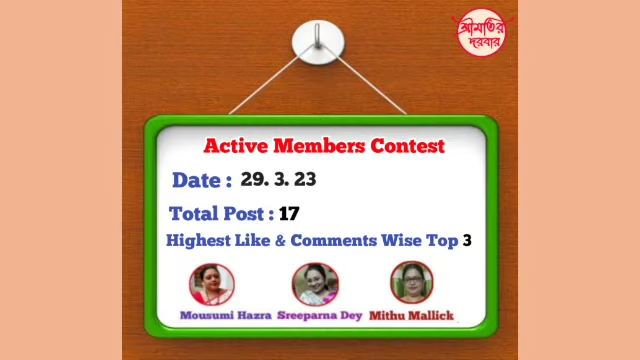 শ্রীমতির
দরবার
Active Members Contest
Date : 29. 3. 23
Total Post : 17
Highest Like & Comments Wise Top 3
Mousumi Hazra Sreeparna Dey Mithu Mallick